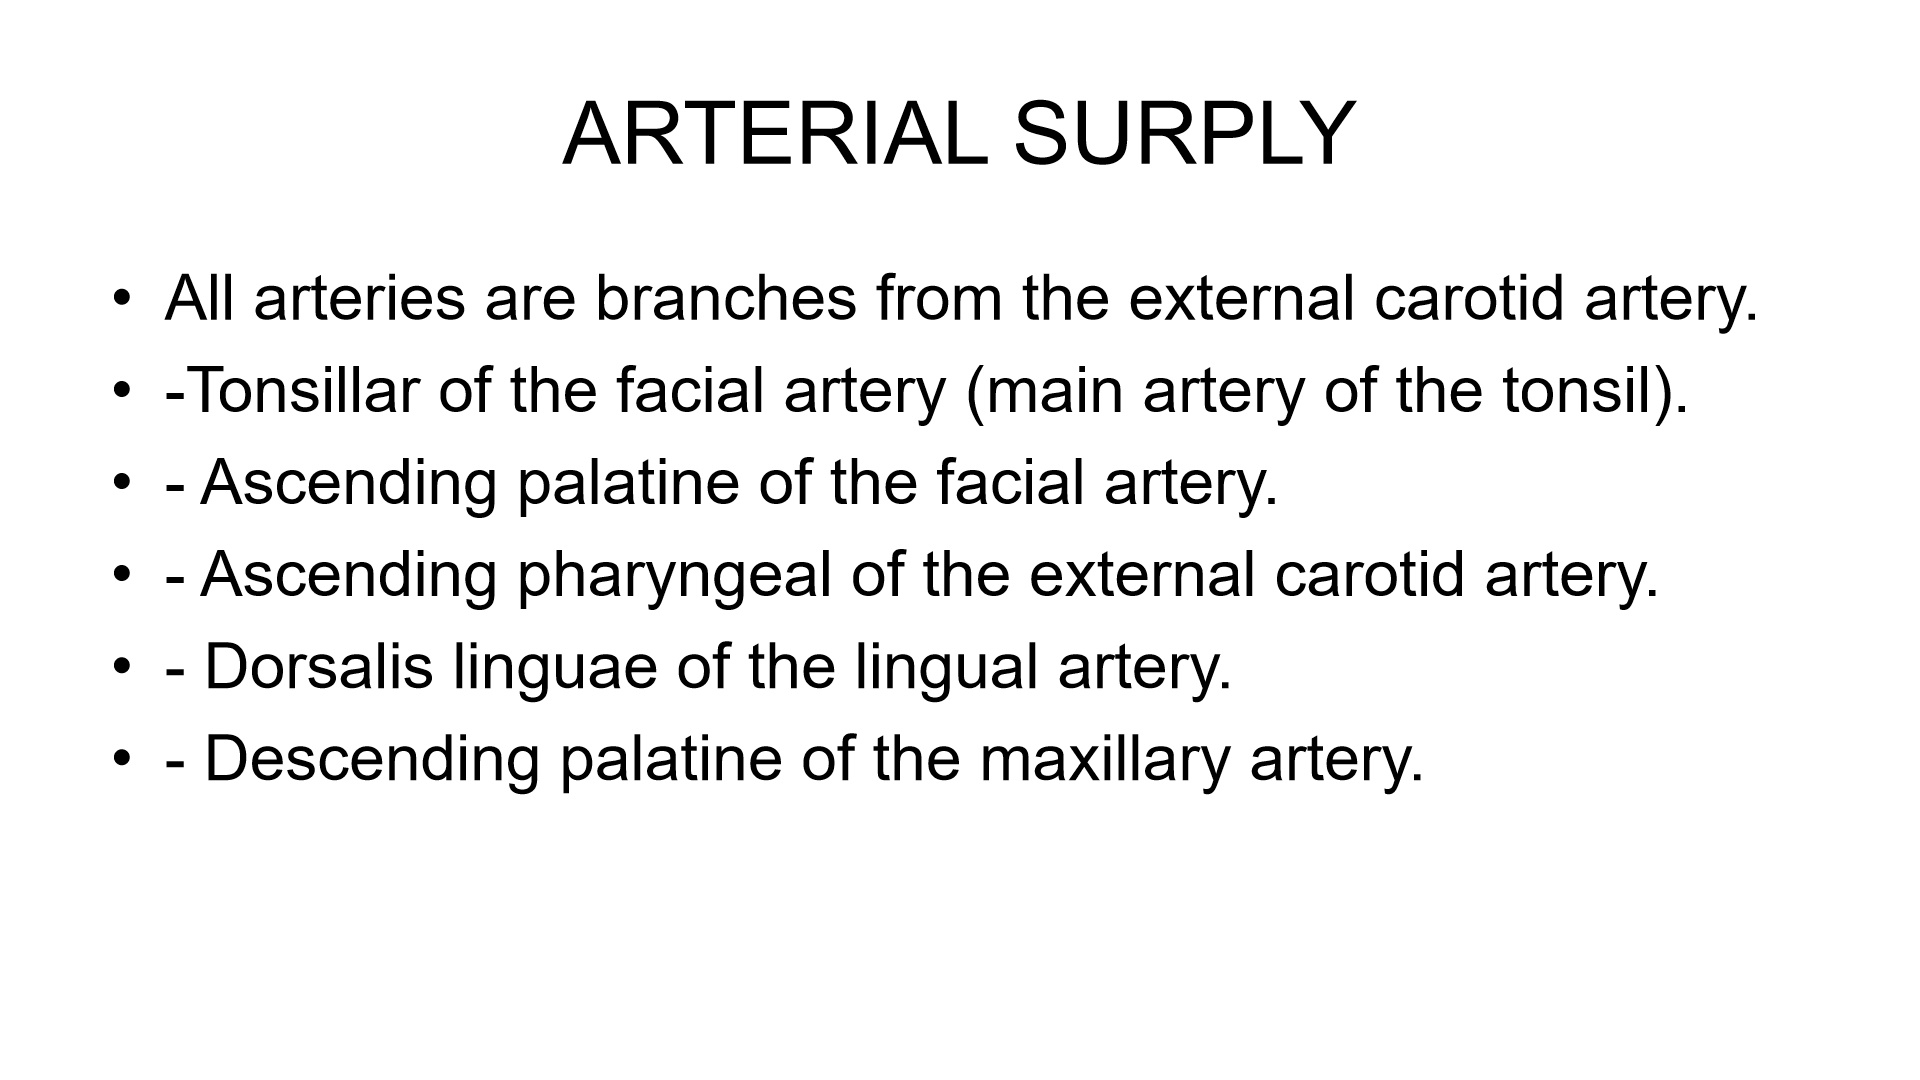 ARTERIAL SURPLY
• All arteries are branches from the external carotid artery.
• -Tonsillar of the facial artery (main artery of the tonsil).
• - Ascending palatine of the facial artery.
• - Ascending pharyngeal of the external carotid artery.
• - Dorsalis linguae of the lingual artery.
• - Descending palatine of the maxillary artery.